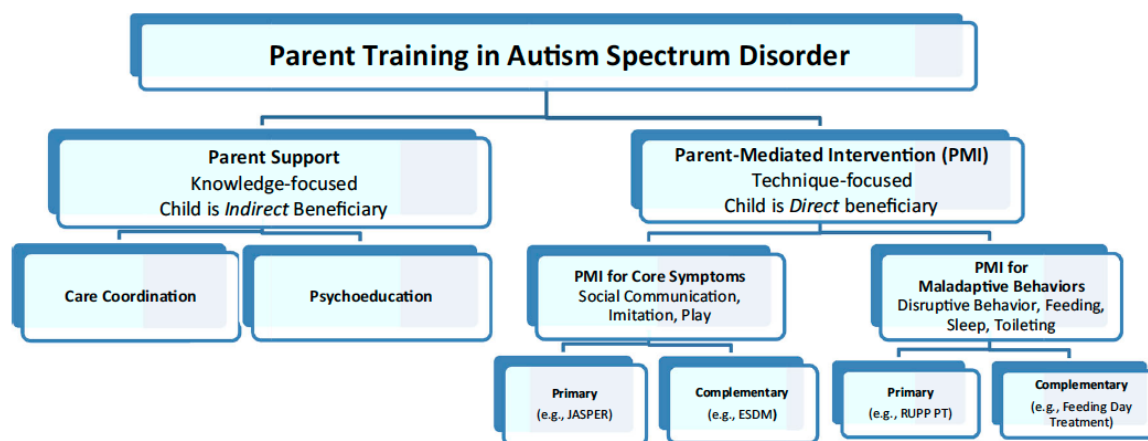 Parent Training in Autism Spectrum Disorder
Parent Support
Knowledge-focused
Child is Indirect Beneficiary
Parent-Mediated Intervention (PMI)
Technique-focused
Child is Direct beneficiary
Care Coordination
Psychoeducation
PMI for Core Symptoms
Social Communication,
Imitation, Play
PMI for
Maladaptive Behaviors
Disruptive Behavior, Feeding,
Sleep, Toileting
Primary
(e.g., JASPER)
Complementary
(e.g., ESDM)
Primary
(e.g., RUPP PT)
Complementary
(e.g., Feeding Day
Treatment)